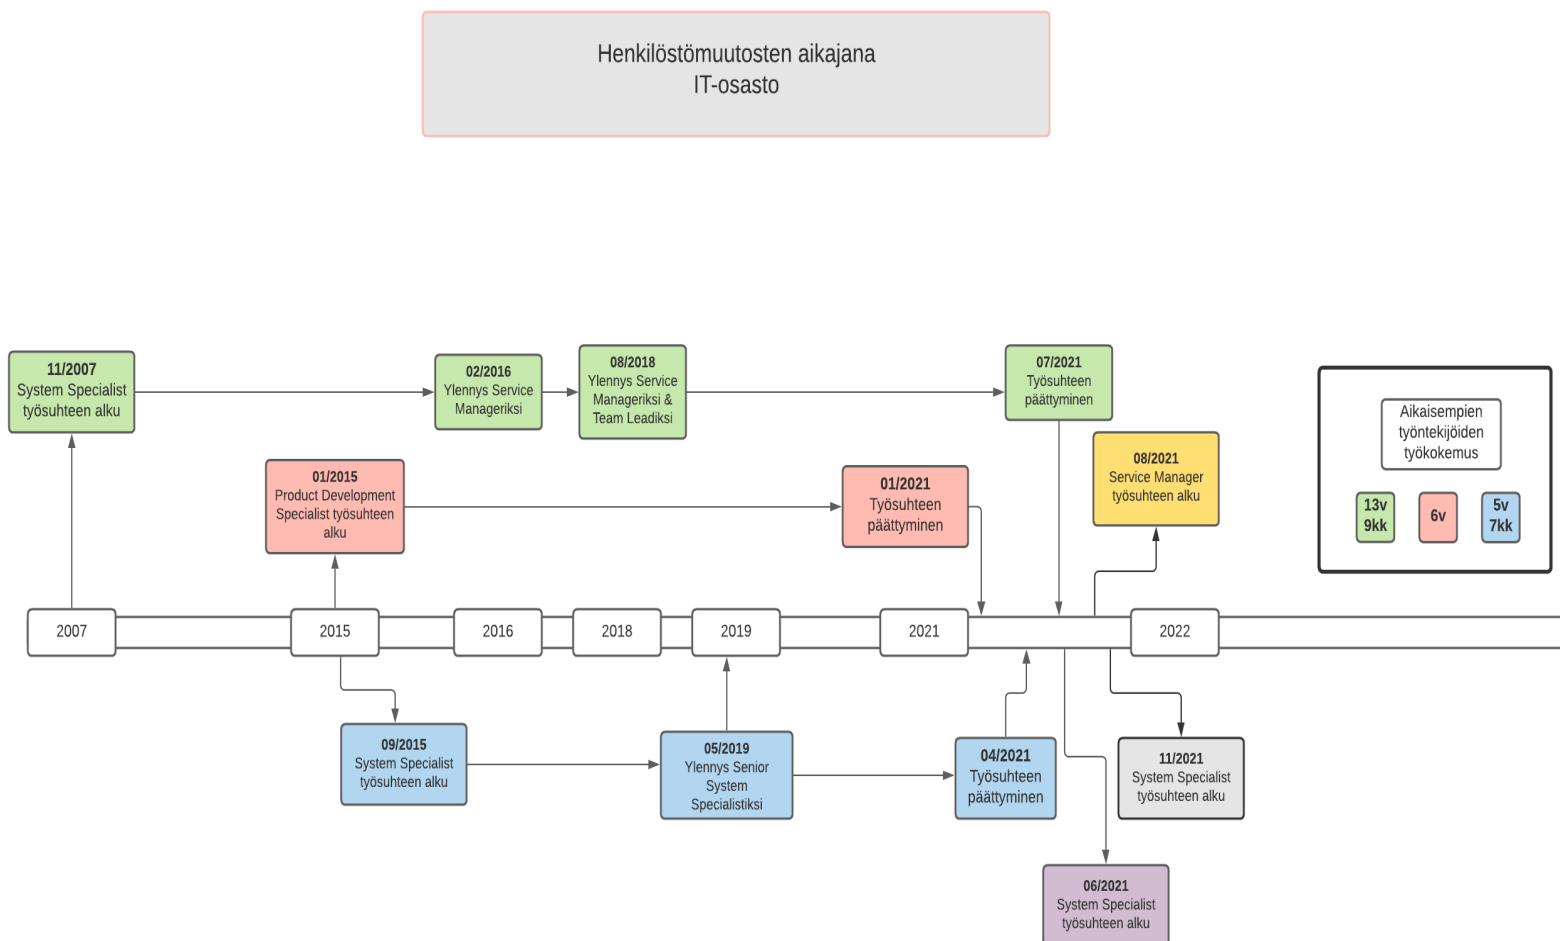 Henkilöstömuutosten aikajana
IT-osasto
11/2007
System Specialist
työsuhteen alku
02/2016
Ylennys Service
Manageriksi
08/2018
Ylennys Service
Manageriksi &
Team Leadiksi
07/2021
Työsuhteen
päättyminen
01/2015
Product Development
Specialist työsuhteen
alku
01/2021
Työsuhteen
päättyminen
08/2021
Service Manager
työsuhteen alku
Aikaisempien
työntekijöiden
työkokemus
13v
9kk
6v
5v
7kk
2007
2015
2016
2018
2019
2021
2022
09/2015
System Specialist
työsuhteen alku
05/2019
Ylennys Senior
System
Specialistiksi
04/2021
Työsuhteen
päättyminen
11/2021
System Specialist
työsuhteen alku
06/2021
System Specialist
työsuhteen alku